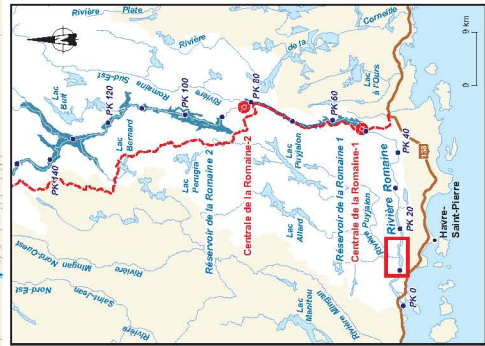 Rivière Plate
Corneille
9 km
0
Rivière
de la
Lac
à l'Ours
Lac
Buit
PK 120
Romaine
Sud-Est
PK 100
Rivière
PK 80
PK 60
PK 40
138
PK 140
Lac
Bernard
Lac
Perugia
Réservoir de la Romaine 2
Centrale de la Romaine-2
Lac
Puyjalon
Réservoir de la Romaine 1
Centrale de la Romaine-1
Rivière Romaine
Lac
Allard
Rivière Puyjalon
PK 20
Havre-
Saint-Pierre
Rivière
Mingan Nord-Ouest
Saint-Jean
Nord-Est
Rivière
Lac
Manitou
Rivière Mingan
PK 0